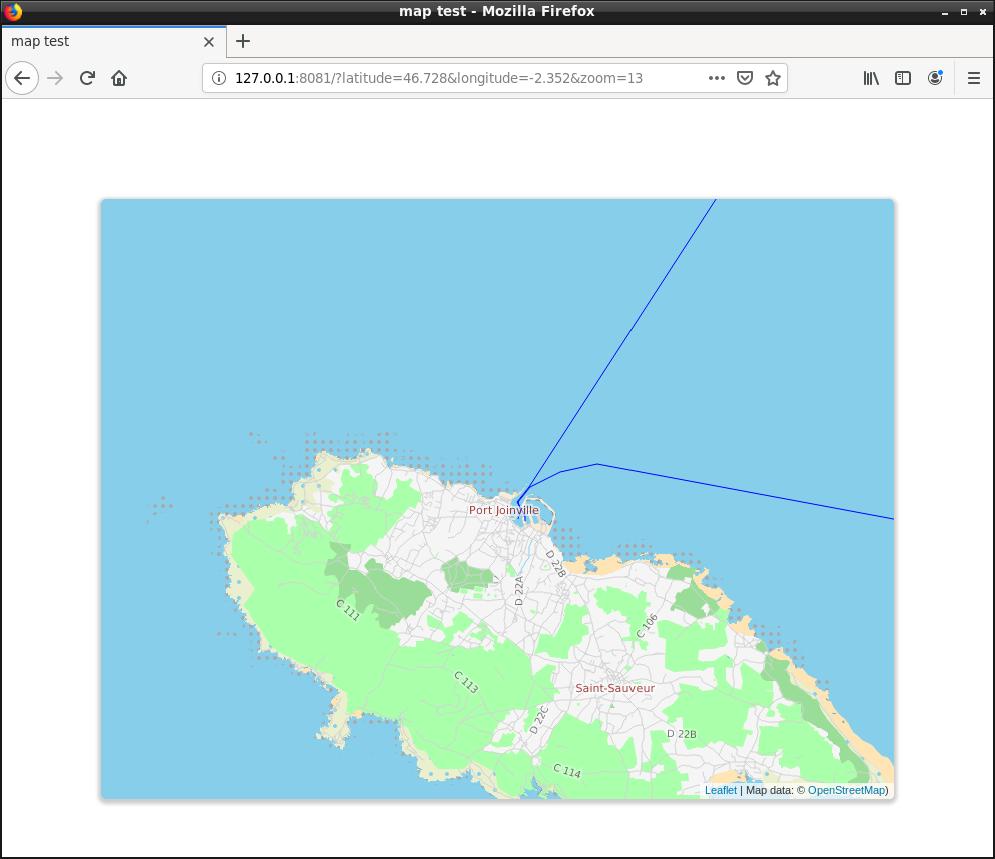 map test - Mozilla Firefox
map test
127.0.0.1:8081/?latitude=46.728&longitude=-2.352&zoom=13
Port Joinville
D 22B
D 22A
C 111
C 106
C 113
Saint-Sauveur
D 22C
D 22B
C 114
Leaflet | Map data: © OpenStreetMap)